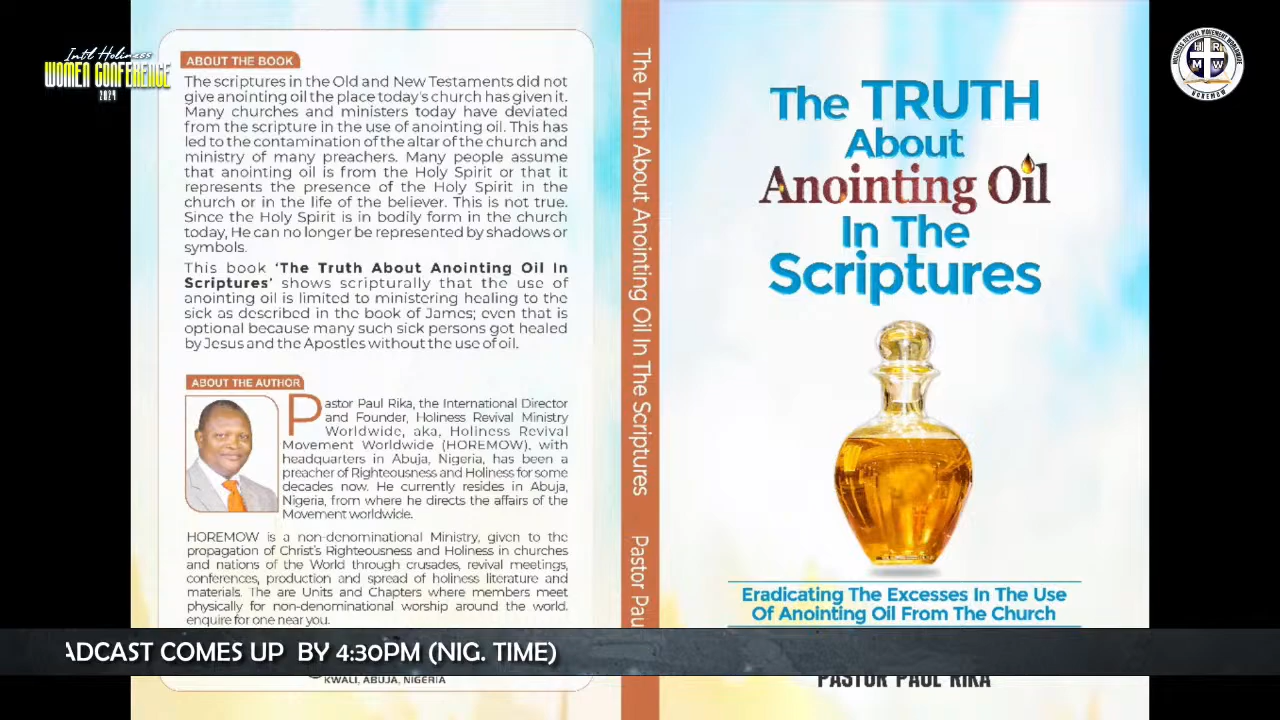 Int'l Holiness
WOMEN CONFERENCE
2024
ABOUT THE BOOK
The scriptures in the Old and New Testaments did not
give anointing oil the place today's church has given it.
Many churches and ministers today have deviated
from the scripture in the use of anointing oil. This has
led to the contamination of the altar of the church and
ministry of many preachers. Many people assume
that anointing oil is from the Holy Spirit or that it
represents the presence of the Holy Spirit in the
church or in the life of the believer. This is not true.
Since the Holy Spirit is in bodily form in the church
today, He can no longer be represented by shadows or
symbols.
This book 'The Truth About Anointing Oil In
Scriptures' shows scripturally that the use of
anointing oil is limited to ministering healing to the
sick as described in the book of James; even that is
optional because many such sick persons got healed
by Jesus and the Apostles without the use of oil.
ABOUT THE AUTHOR
Pastor Paul Rika, the International Director
and Founder, Holiness Revival Ministry
Worldwide, aka, Holiness Revival
Movement Worldwide (HOREMOW), with
headquarters in Abuja, Nigeria, has been a
preacher of Righteousness and Holiness for some
decades now. He currently resides in Abuja,
Nigeria, from where he directs the affairs of the
Movement worldwide.
HOREMOW is a non-denominational Ministry, given to the
propagation of Christ's Righteousness and Holiness in churches
and nations of the World through crusades, revival meetings,
conferences, production and spread of holiness literature and
materials. The are Units and Chapters where members meet
physically for non-denominational worship around the world.
enquire for one near you.
KWALI, ABUJA, NIGERIA
The Truth About Anointing Oil In The Scriptures Pastor Pau
The TRUTH
About
Anointing Oil
In The
Scriptures
Eradicating The Excesses In The Use
Of Anointing Oil From The Church
PASTOR PAUL RIKA
HOLINESS REVIVAL MOVEMENT WORLDWIDE
H R
M W
HOREMOW
ADCAST COMES UP BY 4:30PM (NIG. TIME)